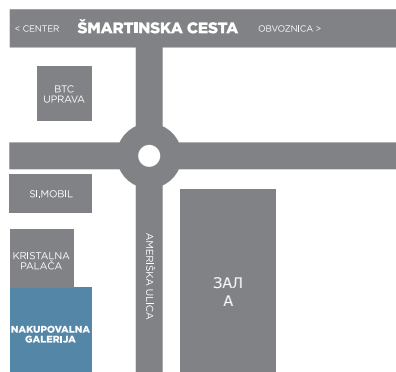 < CENTER ŠMARTINSKA CESTA OBVOZNICA >
BTC
UPRAVA
SI,MOBIL
KRISTALNA
PALAČA
NAKUPOVALNA
GALERIJA
AMERIŠKA ULICA
ЗАЛ
А